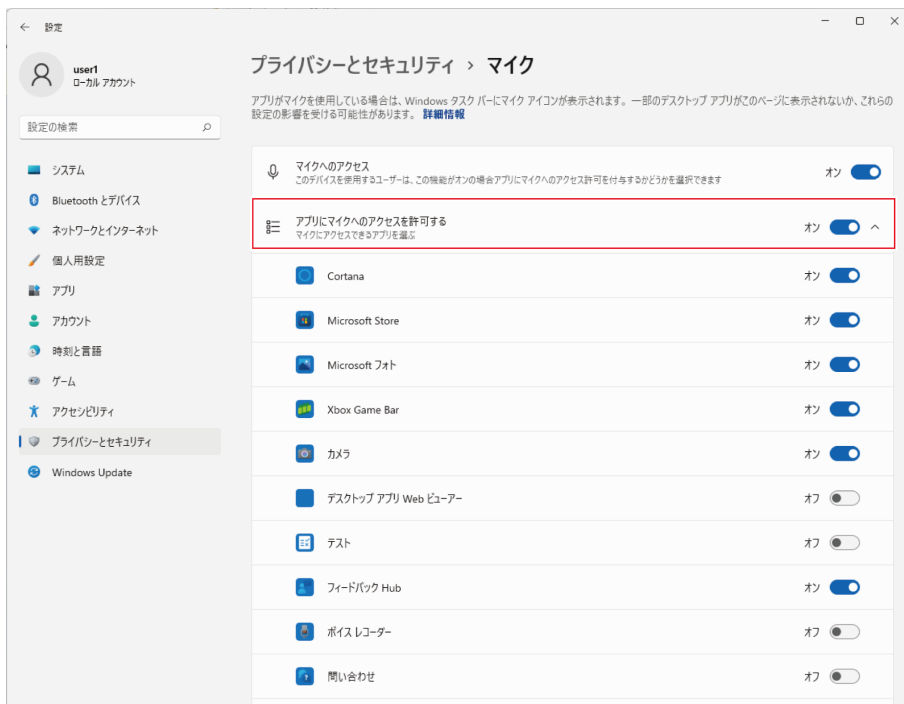 設定
user1
ローカル アカウント
設定の検索
システム
Bluetooth とデバイス
ネットワークとインターネット
個人用設定
アプリ
アカウント
時刻と言語
ゲーム
アクセシビリティ
プライバシーとセキュリティ
Windows Update
プライバシーとセキュリティ › マイク
アプリがマイクを使用している場合は、Windows タスク バーにマイク アイコンが表示されます。一部のデスクトップ アプリがこのページに表示されないか、これらの
設定の影響を受ける可能性があります。 詳細情報
マイクへのアクセス
このデバイスを使用するユーザーは、この機能がオンの場合アプリにマイクへのアクセス許可を付与するかどうかを選択できます
オン
アプリにマイクへのアクセスを許可する
マイクにアクセスできるアプリを選ぶ
オン
Cortana オン
Microsoft Store オン
Microsoft フォト オン
Xbox Game Bar オン
カメラ オン
デスクトップ アプリ Web ビューアー オフ
テスト オフ
フィードバック Hub オン
ボイス レコーダー オフ
問い合わせ オフ